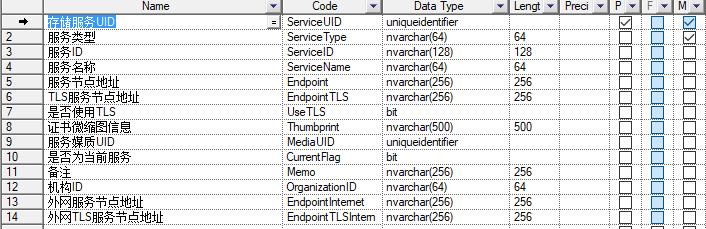 Name Code Data Type Lengt Preci P F M
存储服务UID = ServiceUID uniqueidentifier
2 服务类型 ServiceType nvarchar(64) 64
3 服务ID ServiceID nvarchar(128) 128
4 服务名称 ServiceName nvarchar(64) 64
5 服务节点地址 Endpoint nvarchar(256) 256
6 TLS服务节点地址 EndpointTLS nvarchar(256) 256
7 是否使用TLS UseTLS bit
8 证书微缩图信息 Thumbprint nvarchar(500) 500
9 服务媒质UID MediaUID uniqueidentifier
10 是否为当前服务 CurrentFlag bit
11 备注 Memo nvarchar(256) 256
12 机构ID OrganizationID nvarchar(64) 64
13 外网服务节点地址 EndpointInternet nvarchar(256) 256
14 外网TLS服务节点地址 EndpointTLSIntern nvarchar(256) 256